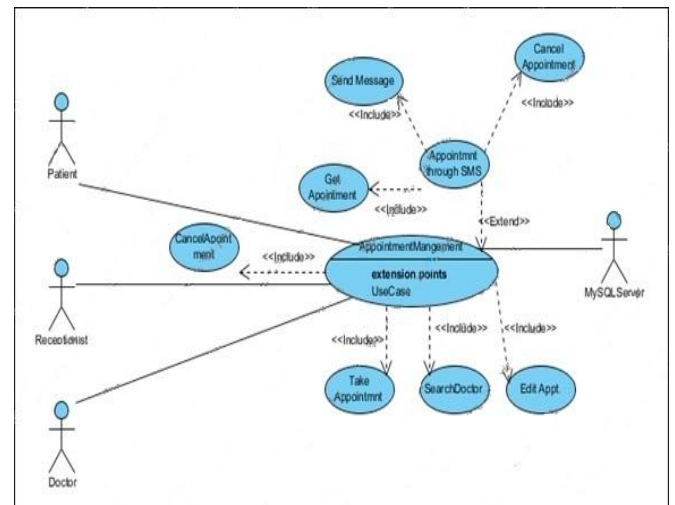 Cancel
Appointment
Send Message
<<Include>>
<<Include>>
Appointmnt
through SMS
Patient
Get
Apointment
<<Include>>
<<Extend>>
CancelApoint
ment
<<Include>>
AppointmentMangement
extension points
UseCase
MySQLServer
Receotionist
<<Include>>
<<Include>>
<<Include>>
Take
Appointmnt
SearchDoctor
Edit Appt.
Doctor